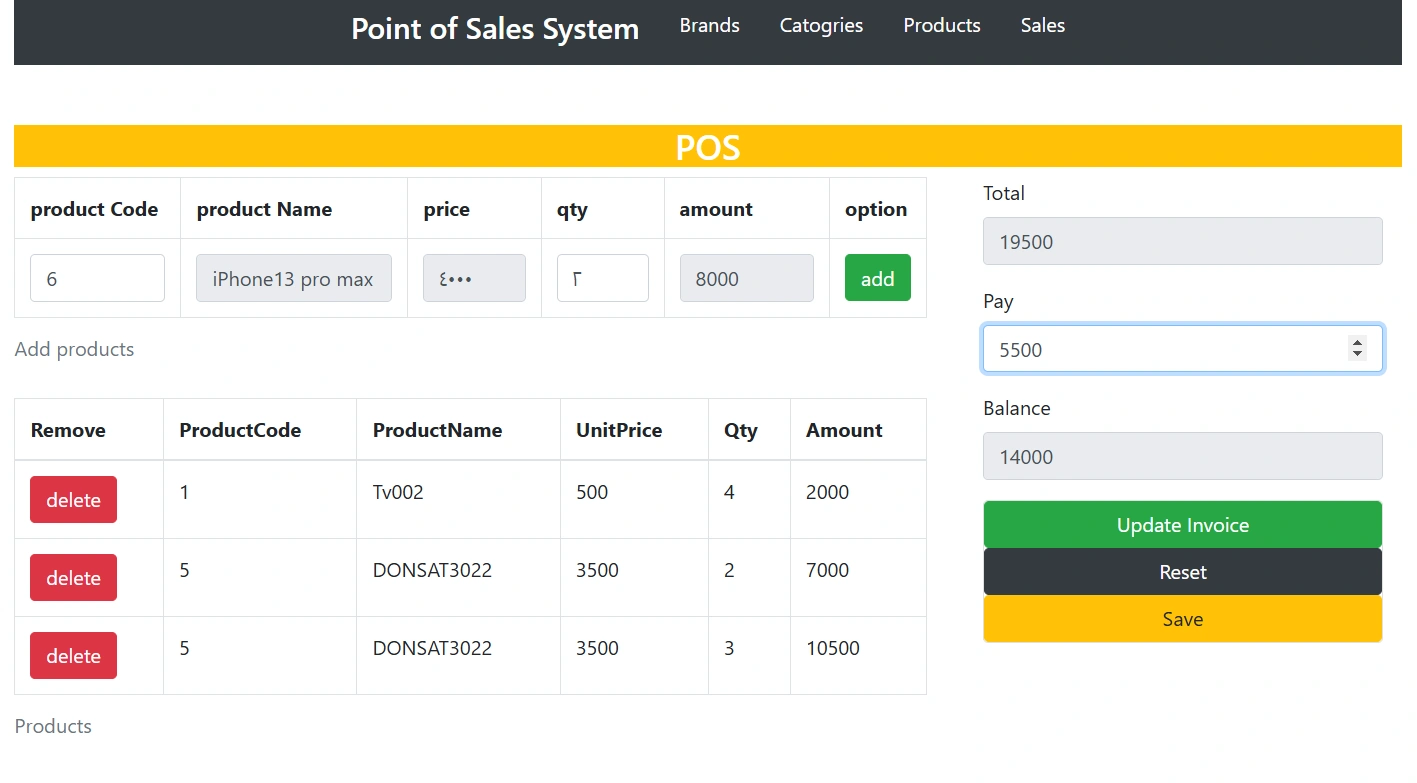 Point of Sales System Brands Catogries Products Sales
POS
product Code product Name price qty amount option
6 iPhone13 pro max ٤٠٠٠ ٢ 8000 add
Add products
Remove ProductCode ProductName UnitPrice Qty Amount
delete 1 Tv002 500 4 2000
delete 5 DONSAT3022 3500 2 7000
delete 5 DONSAT3022 3500 3 10500
Products
Total
19500
Pay
5500
Balance
14000
Update Invoice
Reset
Save